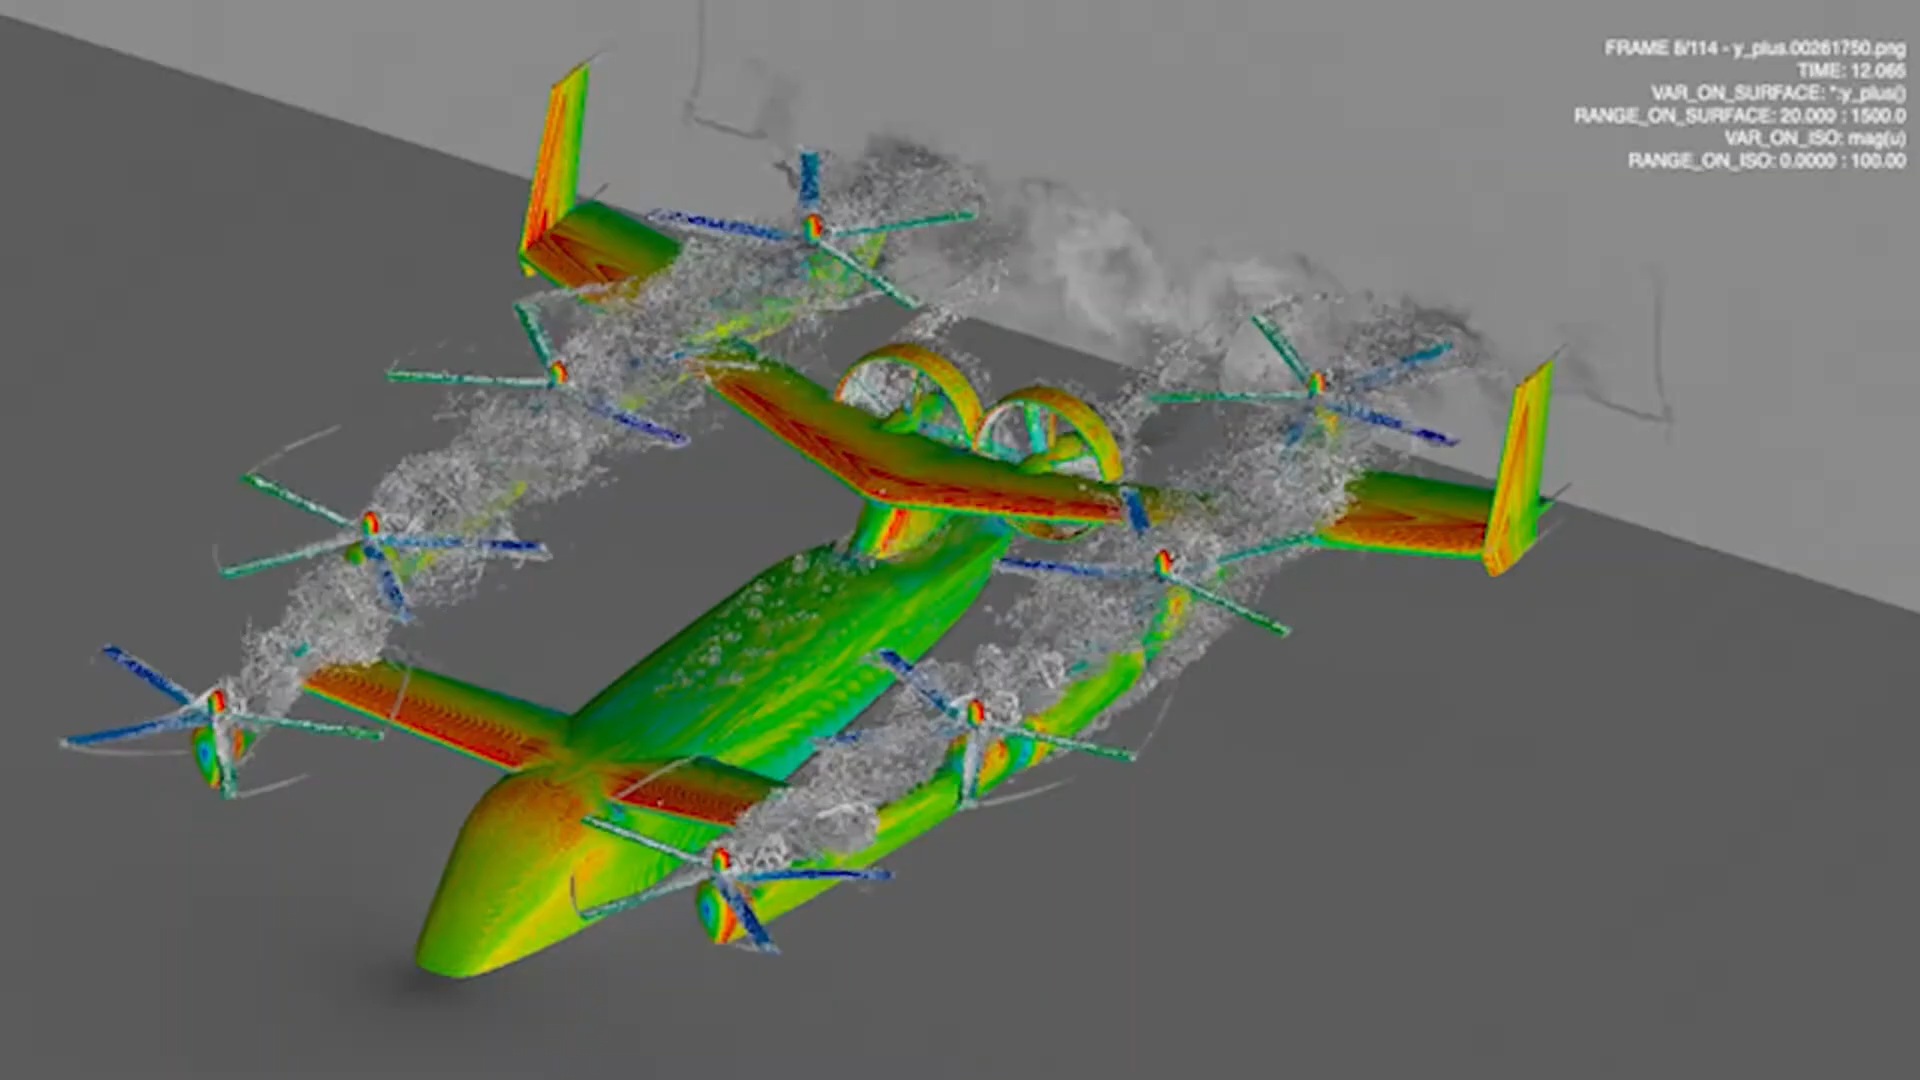 FRAME 8/114 - y_plus.00261750.png
TIME: 12.065
VAR_ON_SURFACE: *:y_plus()
RANGE_ON_SURFACE: 20.000 : 1500.0
VAR_ON_ISO: mag(u)
RANGE_ON_ISO: 0.0000 : 100.00